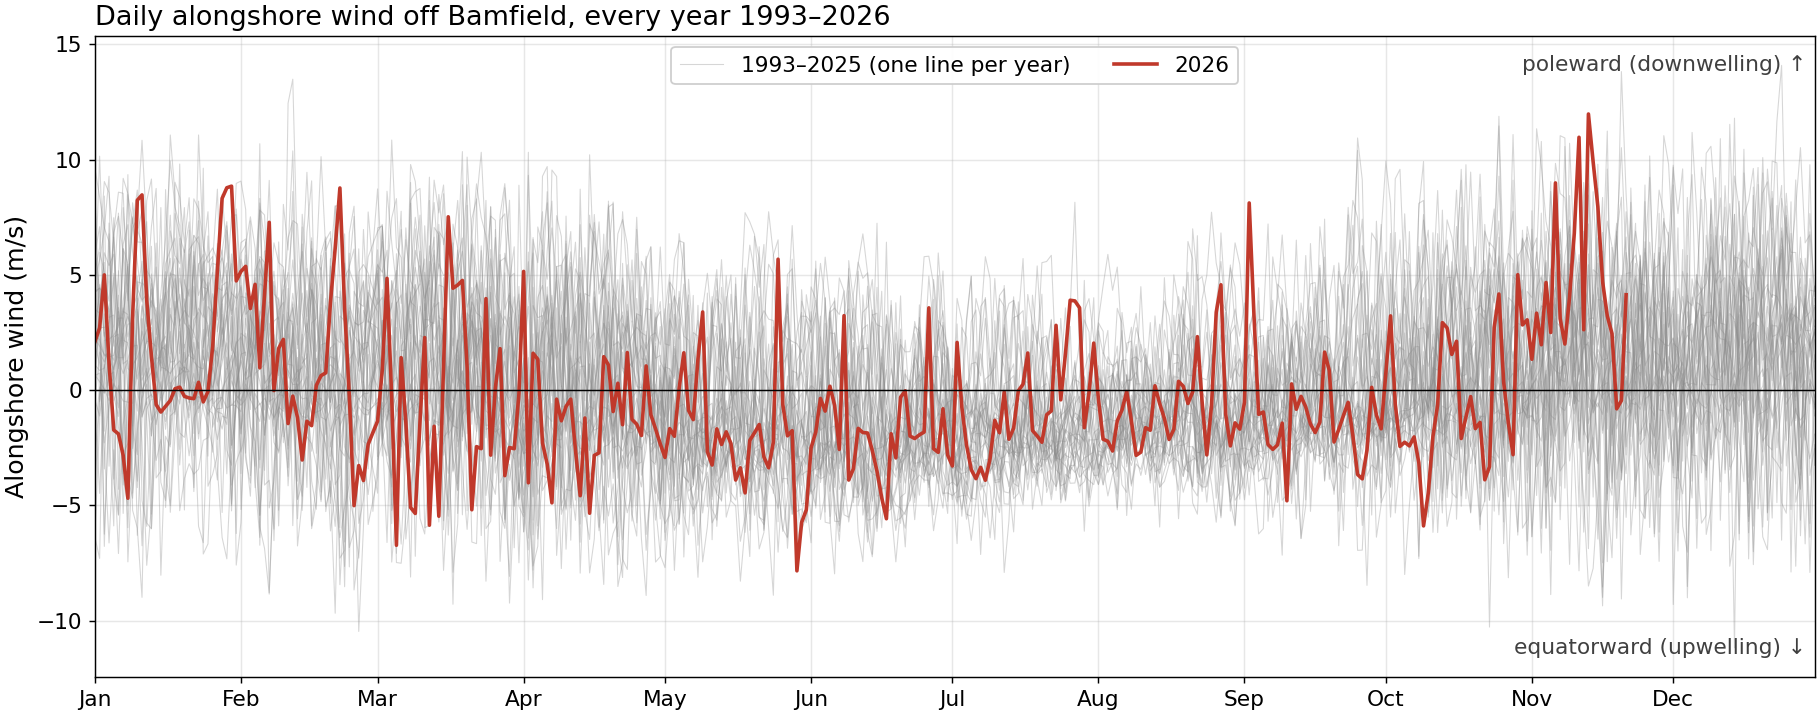 Daily alongshore wind off Bamfield, every year 1993–2026
1993–2025 (one line per year)
2026
poleward (downwelling) ↑
Alongshore wind (m/s)
15
10
5
0
−5
−10
equatorward (upwelling) ↓
Jan Feb Mar Apr May Jun Jul Aug Sep Oct Nov Dec